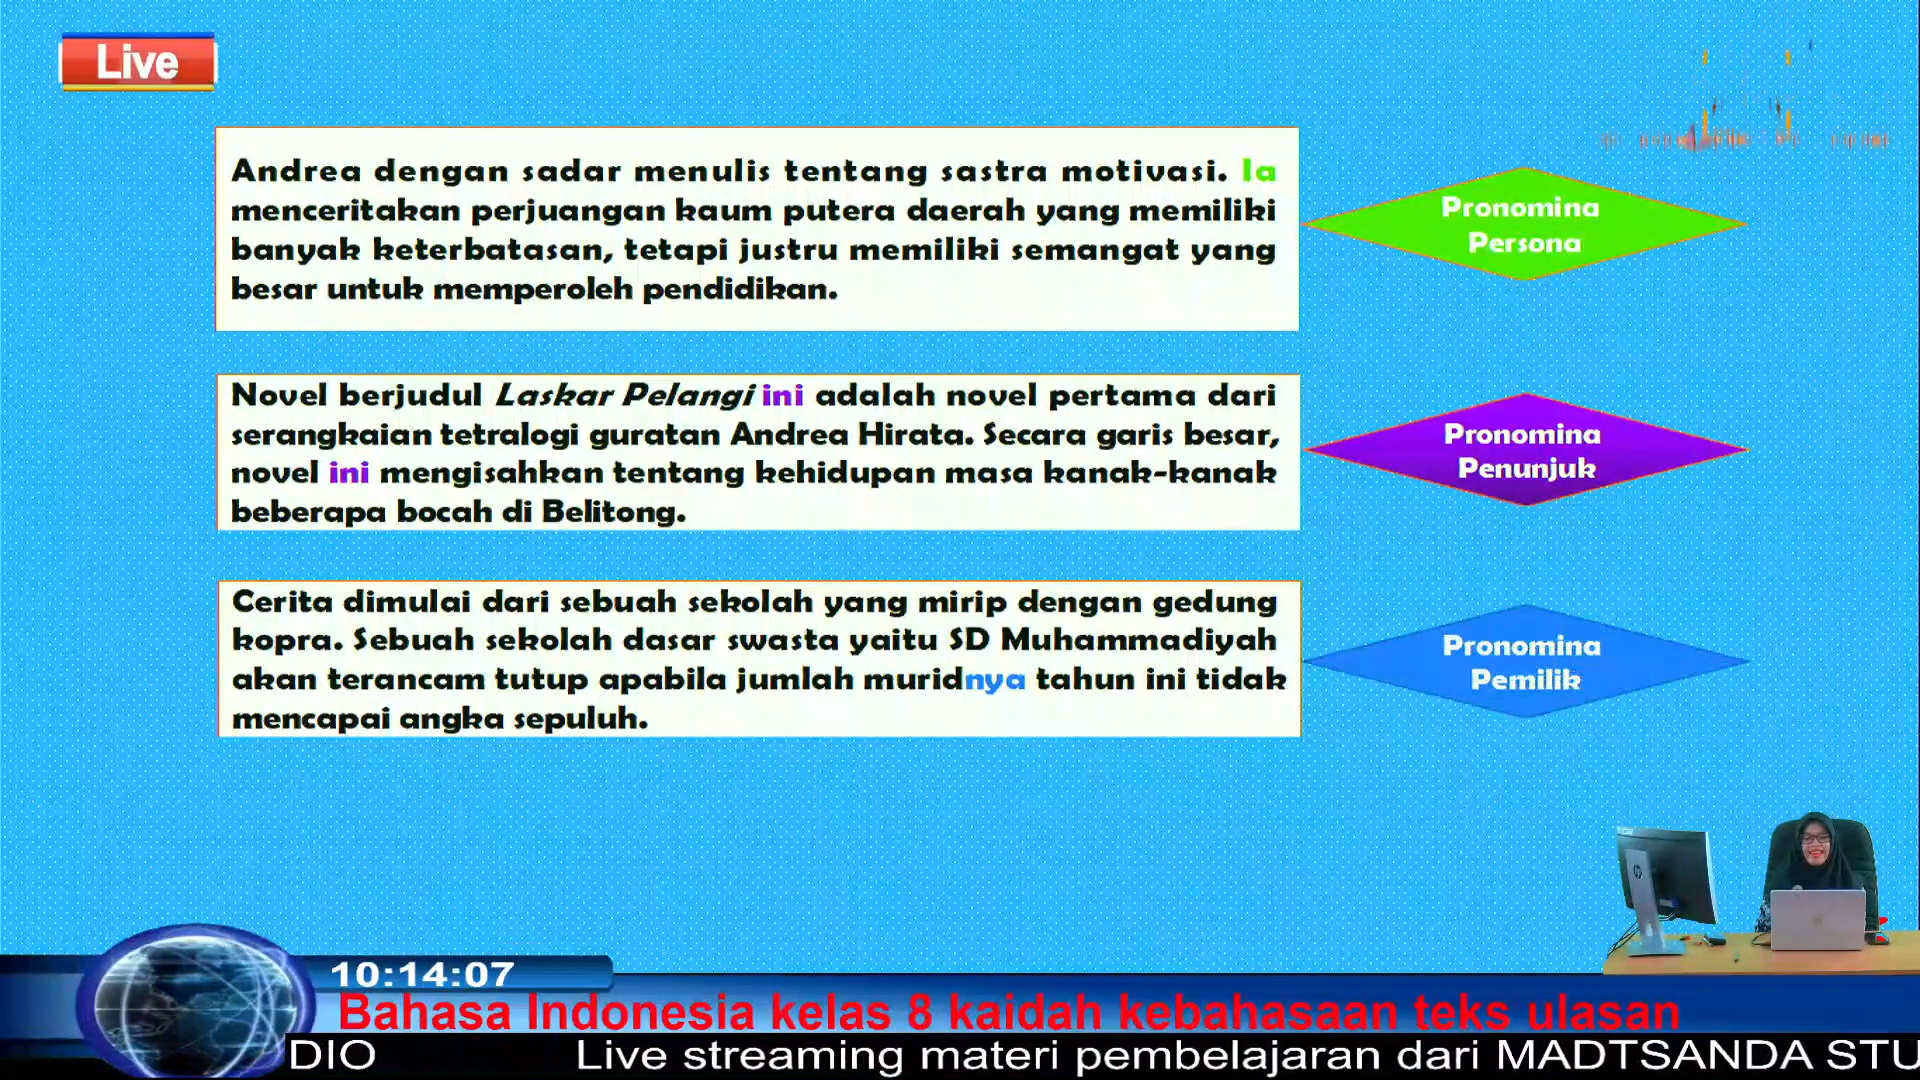 Live
Andrea dengan sadar menulis tentang sastra motivasi. Ia
menceritakan perjuangan kaum putera daerah yang memiliki
banyak keterbatasan, tetapi justru memiliki semangat yang
besar untuk memperoleh pendidikan.
Pronomina
Persona
Novel berjudul Laskar Pelangi ini adalah novel pertama dari
serangkaian tetralogi guratan Andrea Hirata. Secara garis besar,
novel ini mengisahkan tentang kehidupan masa kanak-kanak
beberapa bocah di Belitong.
Pronomina
Penunjuk
Cerita dimulai dari sebuah sekolah yang mirip dengan gedung
kopra. Sebuah sekolah dasar swasta yaitu SD Muhammadiyah
akan terancam tutup apabila jumlah muridnya tahun ini tidak
mencapai angka sepuluh.
Pronomina
Pemilik
10:14:07
Bahasa Indonesia kelas 8 kaidah kebahasaan teks ulasan
DIO Live streaming materi pembelajaran dari MADTSANDA STU